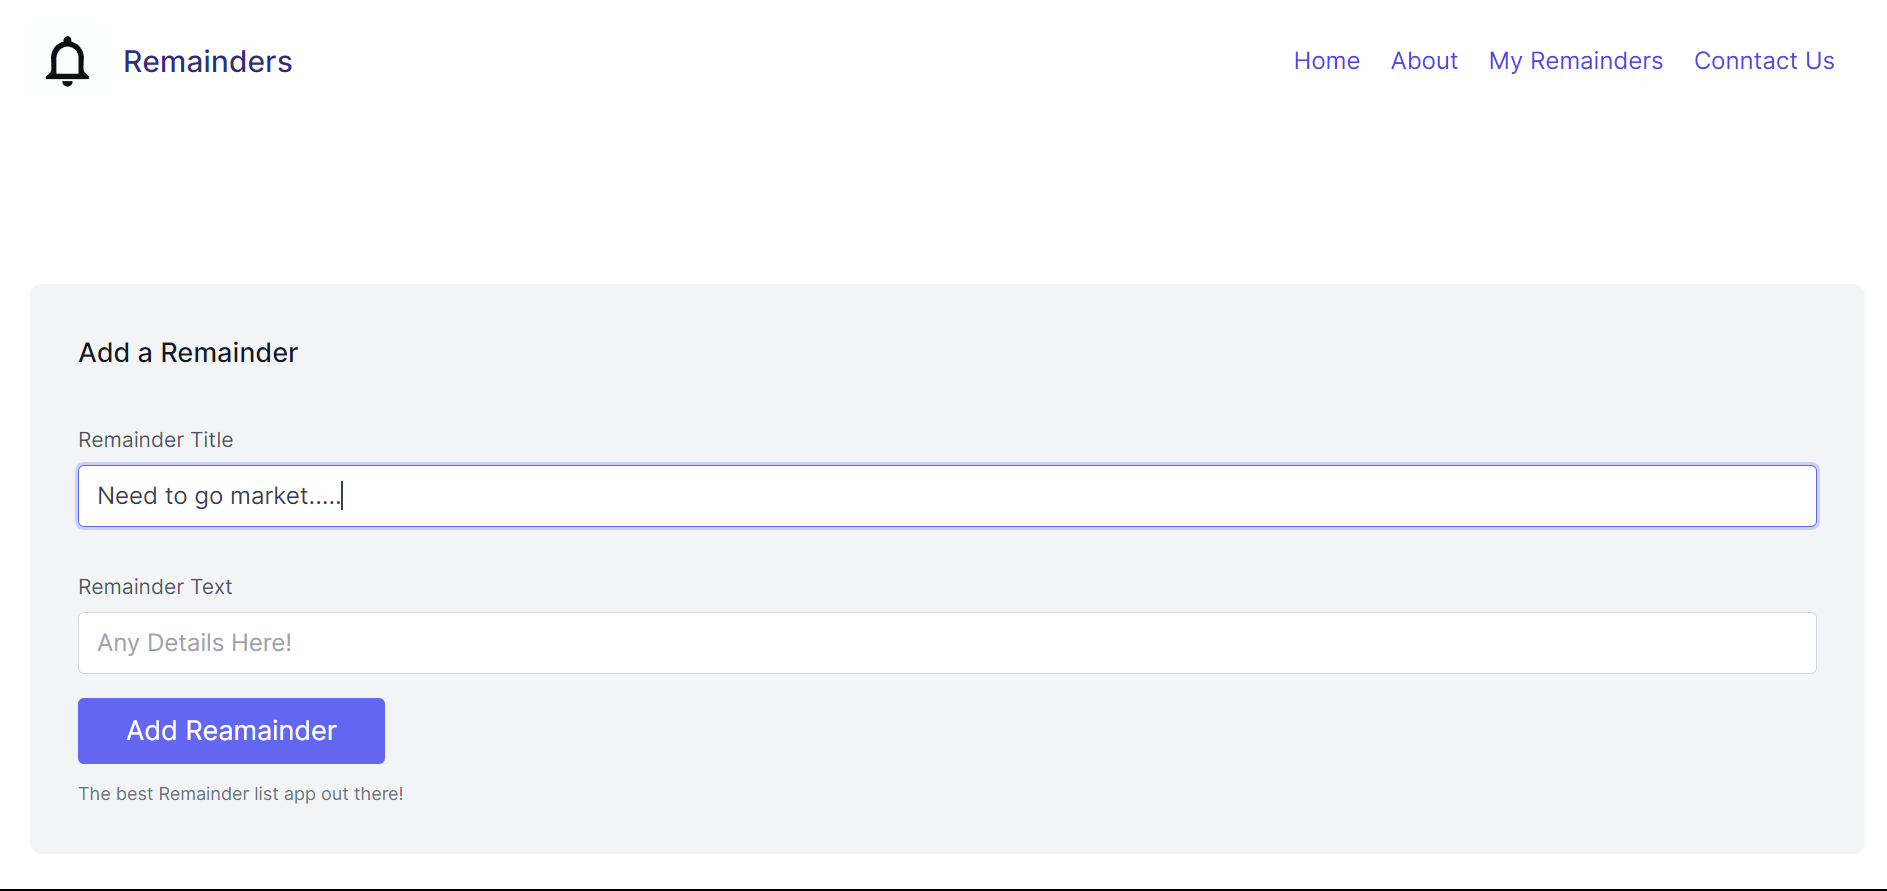 Remainders
Home About My Remainders Conntact Us
Add a Remainder
Remainder Title
Need to go market.....
Remainder Text
Any Details Here!
Add Reamainder
The best Remainder list app out there!